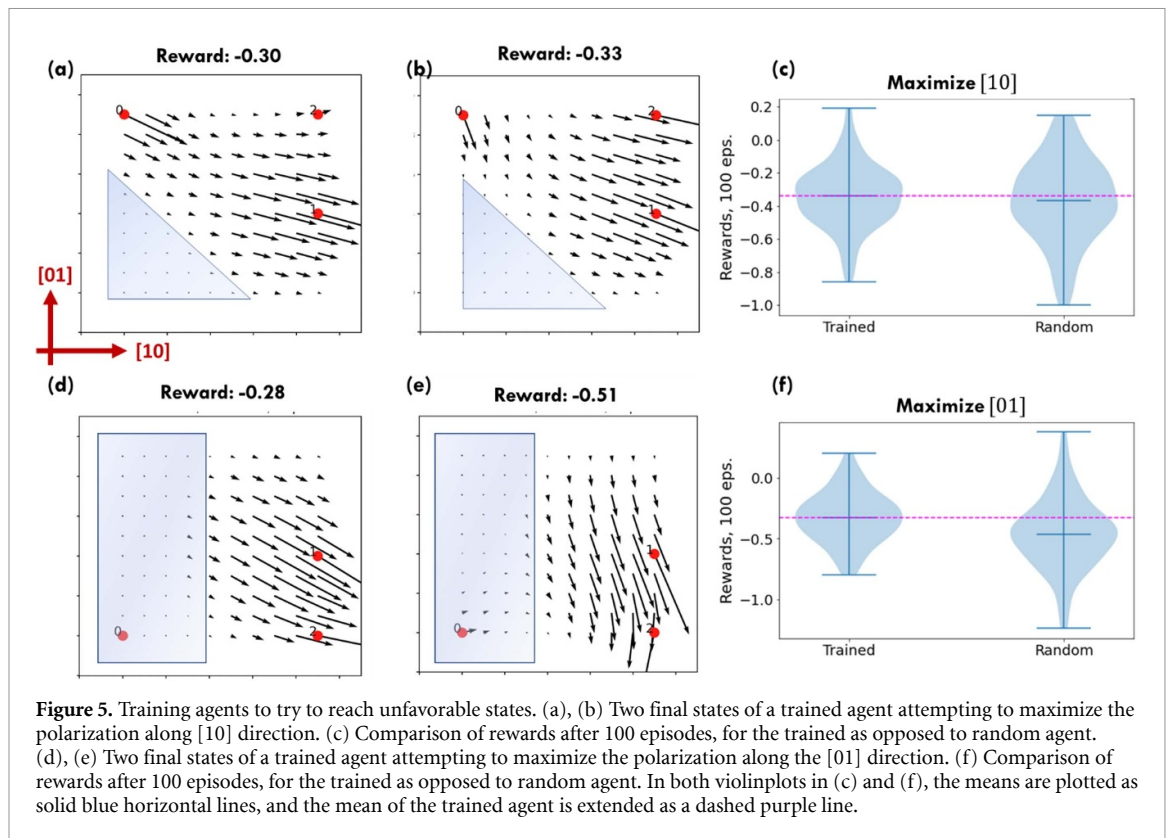 (a)
Reward: -0.30
0
2
1
[01]
[10]
(b)
Reward: -0.33
0
2
1
(c)
Maximize [10]
Rewards, 100 eps.
0.2
0.0
−0.2
−0.4
−0.6
−0.8
−1.0
Trained
Random
(d)
Reward: -0.28
1
0
2
(e)
Reward: -0.51
1
0
2
(f)
Maximize [01]
Rewards, 100 eps.
0.0
−0.5
−1.0
Trained
Random
Figure 5. Training agents to try to reach unfavorable states. (a), (b) Two final states of a trained agent attempting to maximize the
polarization along [10] direction. (c) Comparison of rewards after 100 episodes, for the trained as opposed to random agent.
(d), (e) Two final states of a trained agent attempting to maximize the polarization along the [01] direction. (f) Comparison of
rewards after 100 episodes, for the trained as opposed to random agent. In both violinplots in (c) and (f), the means are plotted as
solid blue horizontal lines, and the mean of the trained agent is extended as a dashed purple line.